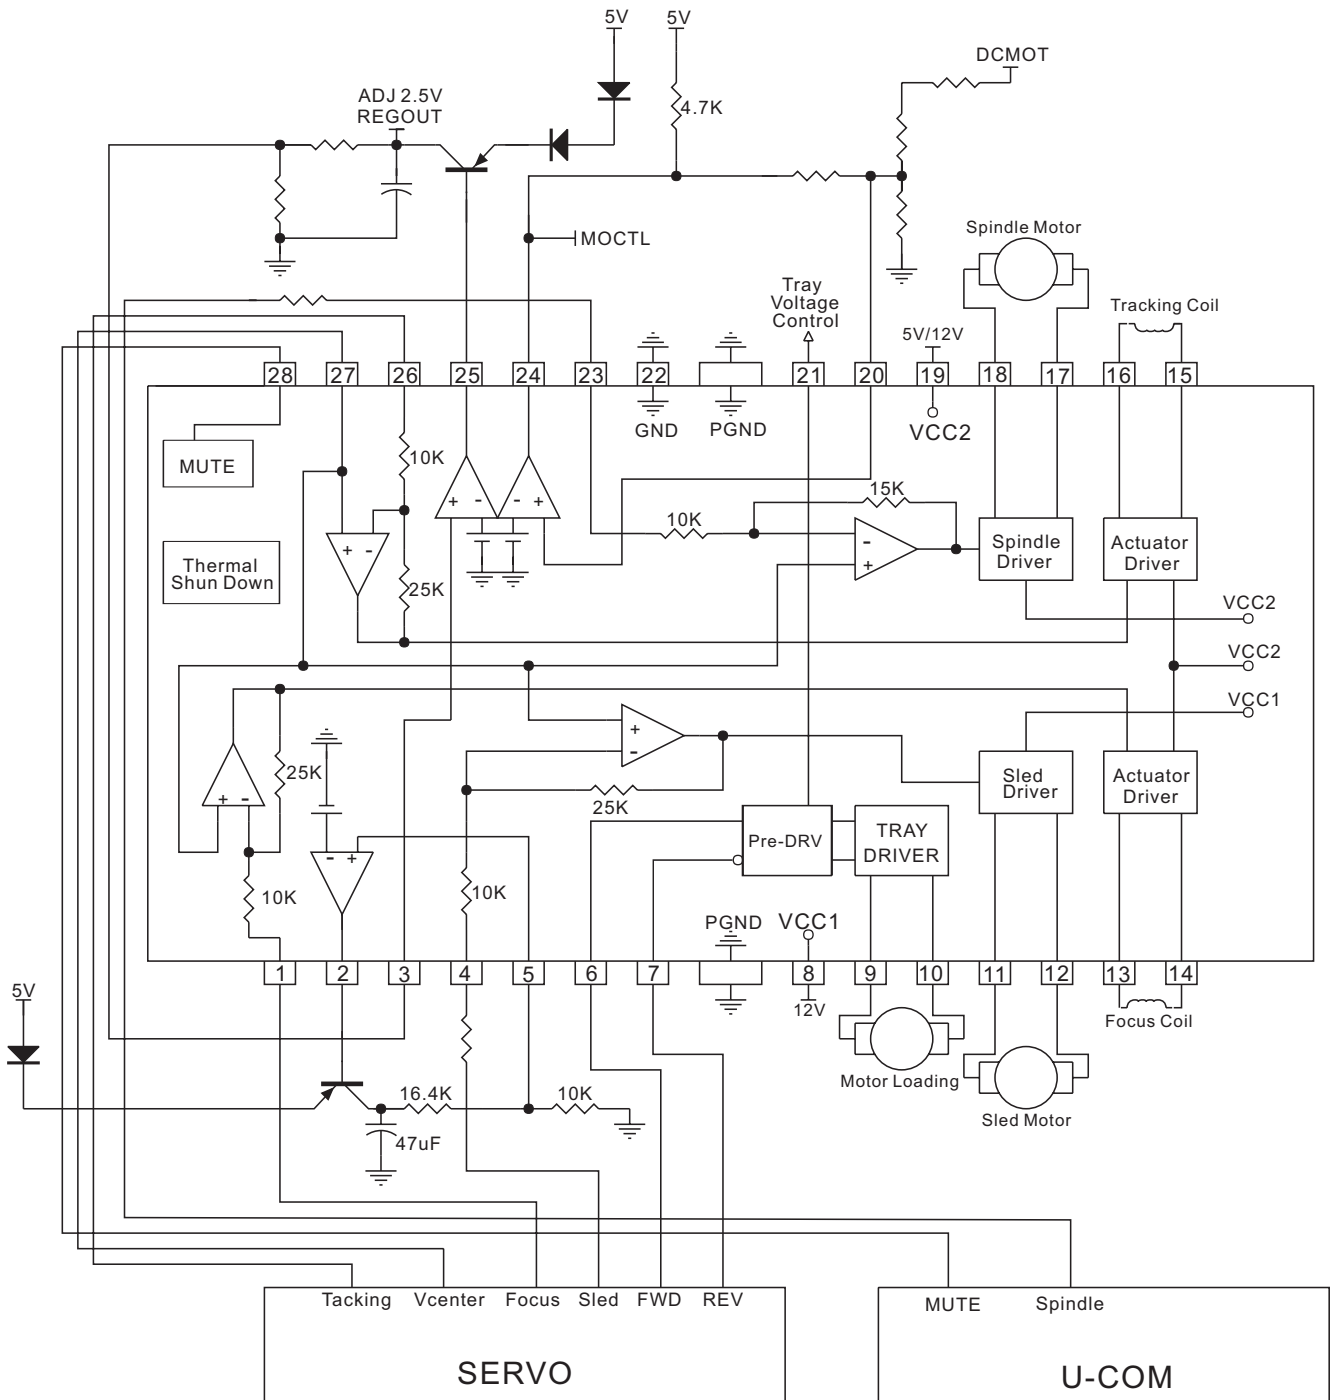 5V
5V
DCMOT
ADJ 2.5V
REGOUT
4.7K
MOCTL
Spindle Motor
Tray
Voltage
Control
5V/12V
Tracking Coil
28
27
26
25
24
23
22
21
20
19
18
17
16
15
GND
PGND
VCC2
MUTE
10K
+ -
- +
15K
10K
-
+
Spindle
Driver
Actuator
Driver
Thermal
Shun Down
+ -
25K
VCC2
VCC2
VCC1
+
-
25K
25K
+ -
- +
Sled
Driver
Actuator
Driver
Pre-DRV
TRAY
DRIVER
10K
10K
PGND
VCC1
1
2
3
4
5
6
7
8
9
10
11
12
13
14
12V
5V
Focus Coil
Motor Loading
Sled Motor
16.4K
10K
47uF
Tacking
Vcenter
Focus
Sled
FWD
REV
MUTE
Spindle
SERVO
U-COM